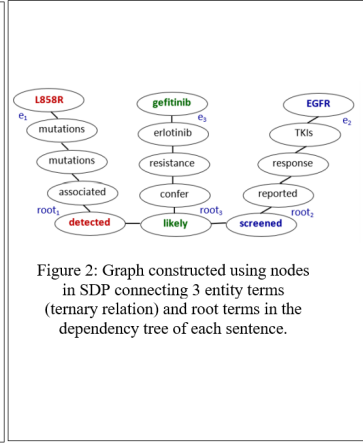 L858R gefitinib EGFR
e1 e3 e2
mutations erlotinib TKIs
mutations resistance response
associated confer reported
root1 root3 root2
detected likely screened
Figure 2: Graph constructed using nodes
in SDP connecting 3 entity terms
(ternary relation) and root terms in the
dependency tree of each sentence.